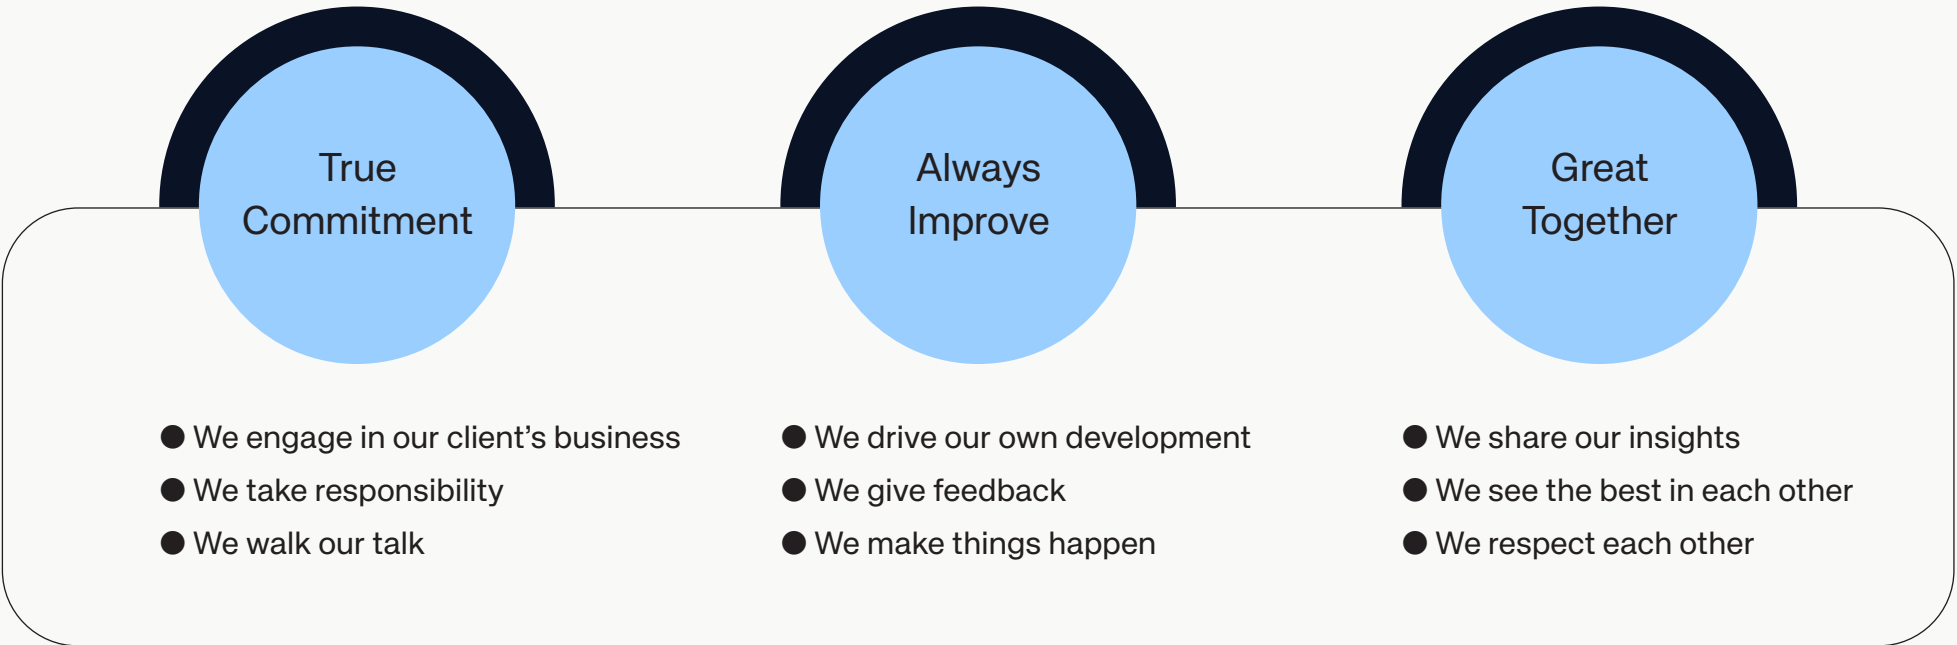 True
Commitment
Always
Improve
Great
Together
● We engage in our client’s business
● We take responsibility
● We walk our talk
● We drive our own development
● We give feedback
● We make things happen
● We share our insights
● We see the best in each other
● We respect each other